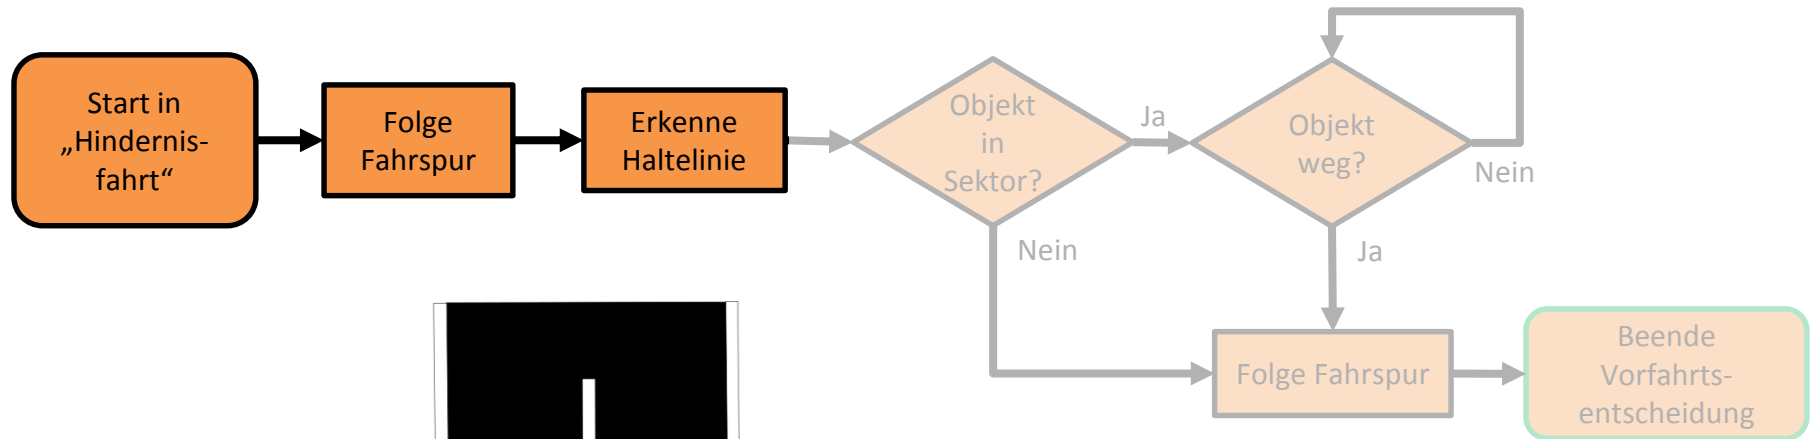 Start in
„Hindernis-
fahrt“
Folge
Fahrspur
Erkenne
Haltelinie
Objekt
in
Sektor?
Ja
Objekt
weg?
Nein
Nein
Ja
Folge Fahrspur
Beende
Vorfahrts-
entscheidung